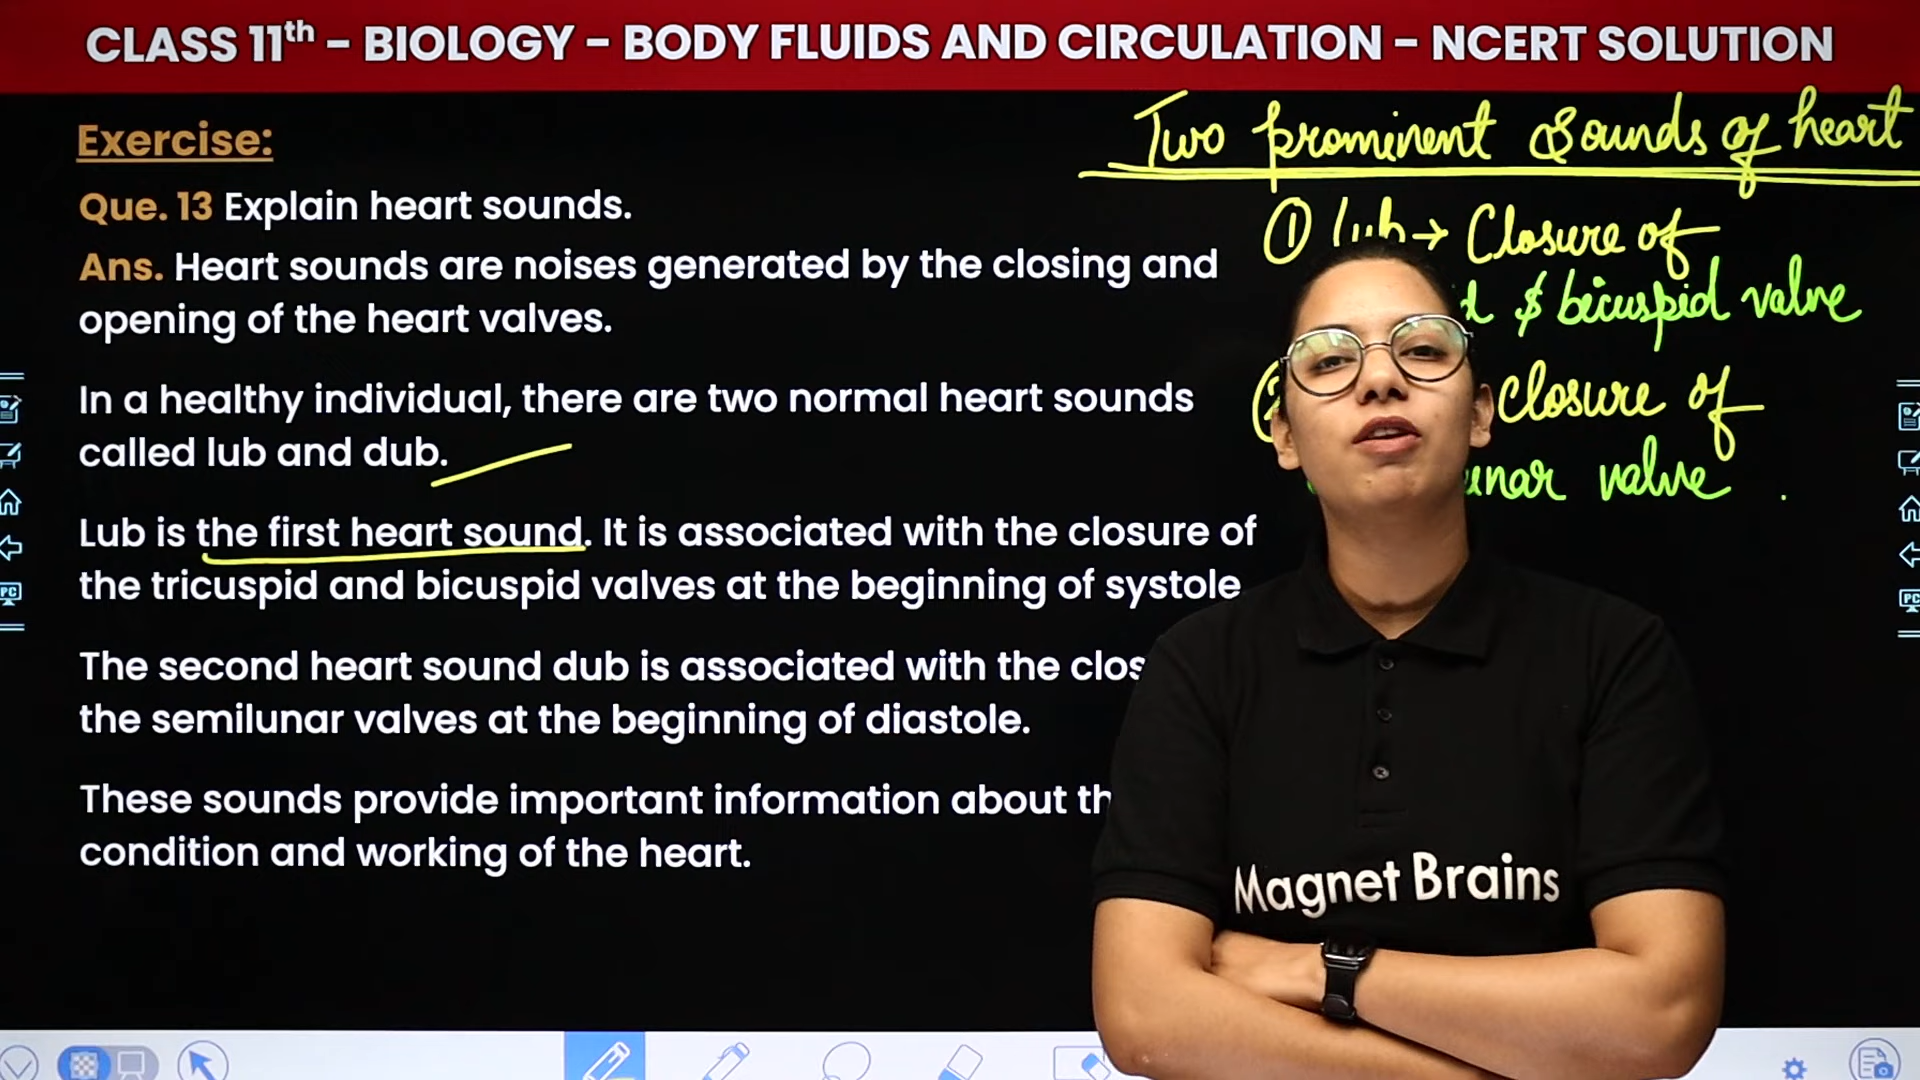 CLASS 11th – BIOLOGY – BODY FLUIDS AND CIRCULATION – NCERT SOLUTION
Exercise:
Que. 13 Explain heart sounds.
Ans. Heart sounds are noises generated by the closing and
opening of the heart valves.
In a healthy individual, there are two normal heart sounds
called lub and dub.
Lub is the first heart sound. It is associated with the closure of
the tricuspid and bicuspid valves at the beginning of systole
The second heart sound dub is associated with the
the semilunar valves at the beginning of diastole.
These sounds provide important information about
condition and working of the heart.
Two prominent Sounds of heart
① lub → Closure of
& bicuspid valve
closure of
valve
Magnet Brains
PC
PC